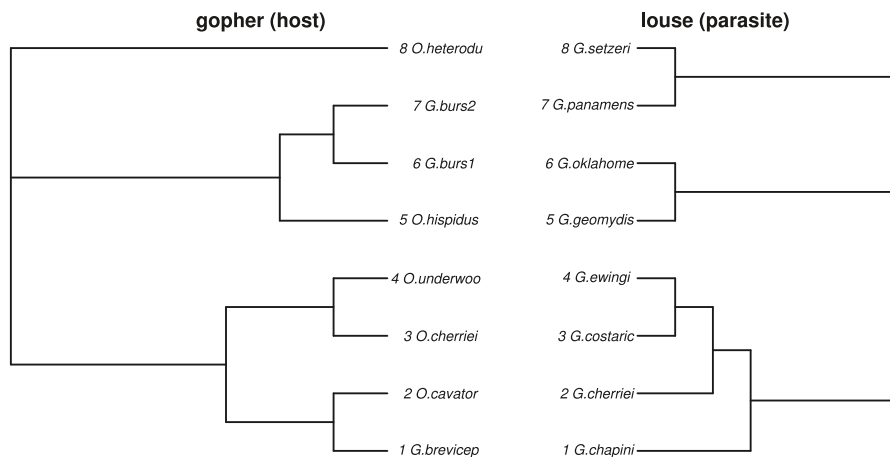 gopher (host) louse (parasite)
8 O.heterodu 8 G.setzeri
7 G.burs2 7 G.panamens
6 G.burs1 6 G.oklahome
5 O.hispidus 5 G.geomydis
4 O.underwoo 4 G.ewingi
3 O.cherriei 3 G.costaric
2 O.cavator 2 G.cherriei
1 G.brevicep 1 G.chapini